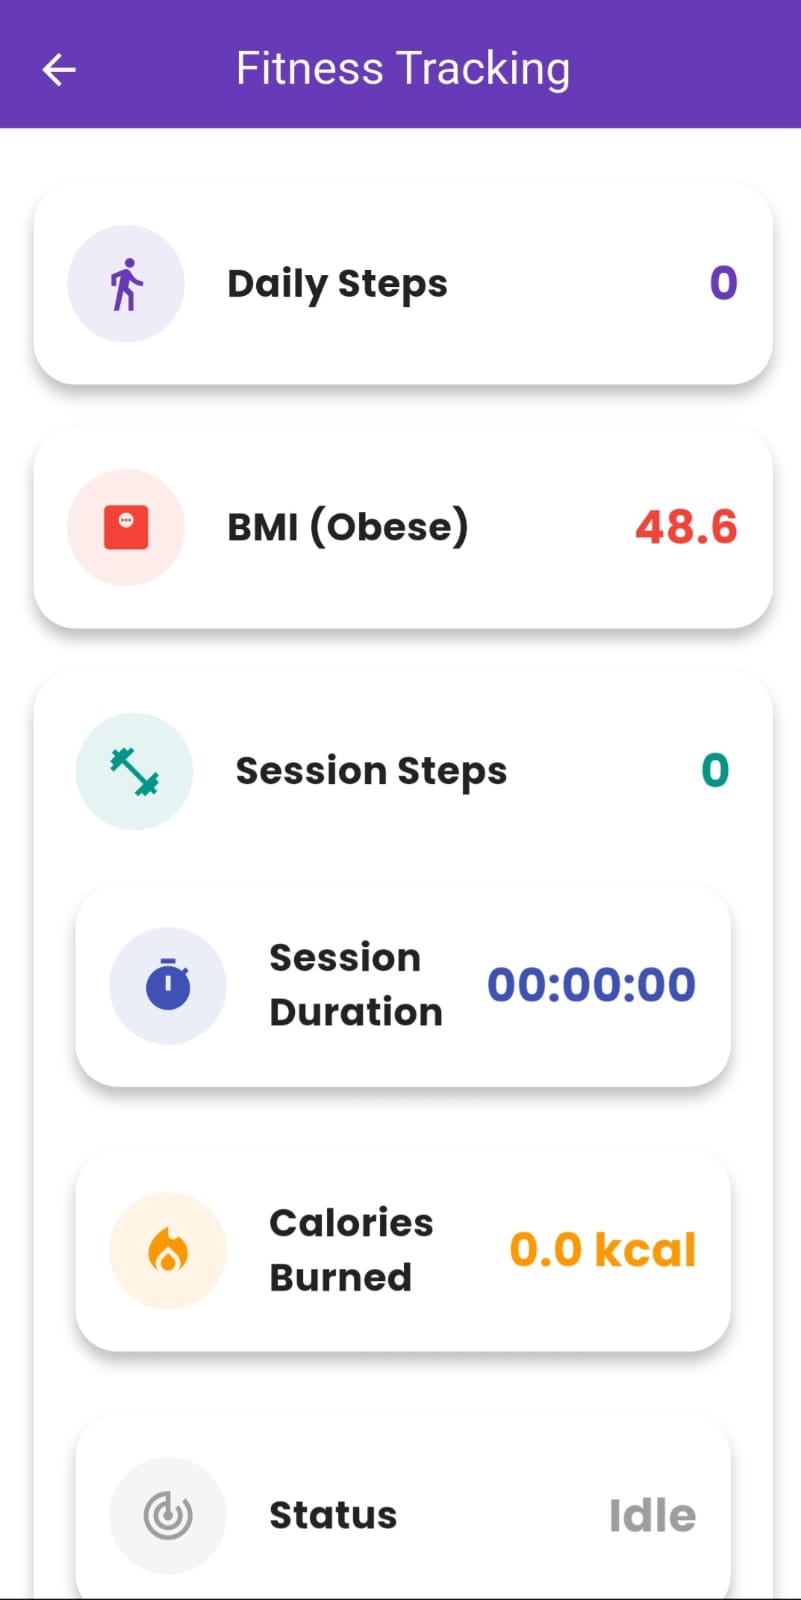 Fitness Tracking
Daily Steps 0
BMI (Obese) 48.6
Session Steps 0
Session
Duration 00:00:00
Calories
Burned 0.0 kcal
Status Idle